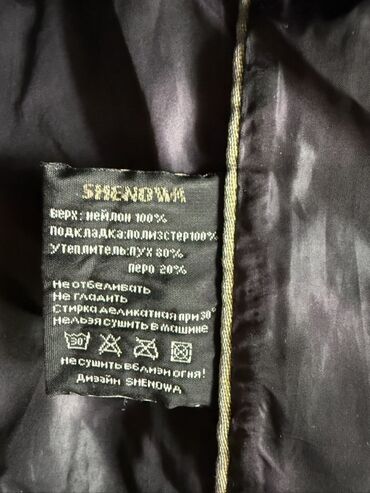 SHENOWA
Верх: нейлон 100%
подкладка:полиэстер100%
Утеплитель:пух 80%
перо 20%
Не отбеливать
Не гладить
Стирка деликатная при 30°
Нельзя сушить в машине
30
не сушить вблизи огня!
Дизайн SHENOWA